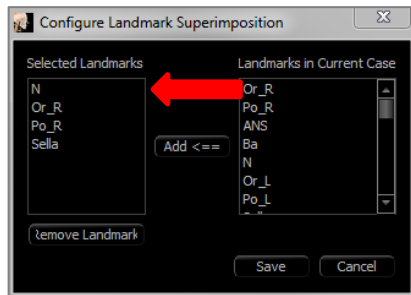 Configure Landmark Superimposition
Selected Landmarks
N
Or_R
Po_R
Sella
Remove Landmark
Add <==
Landmarks in Current Case
Or_R
Po_R
ANS
Ba
N
Or_L
Po_L
Save
Cancel